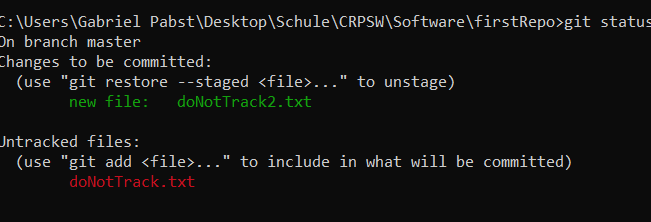 C:\Users\Gabriel Pabst\Desktop\Schule\CRPSW\Software\firstRepo>git status
On branch master
Changes to be committed:
  (use "git restore --staged <file>..." to unstage)
        new file:   doNotTrack2.txt

Untracked files:
  (use "git add <file>..." to include in what will be committed)
        doNotTrack.txt